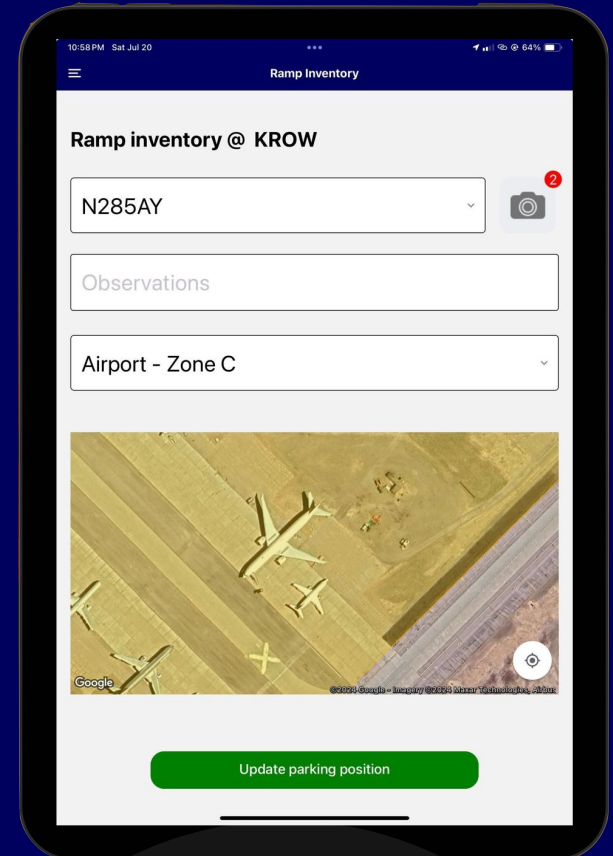 10:58 PM Sat Jul 20
64%
Ramp Inventory
Ramp inventory @ KROW
N285AY
2
Observations
Airport - Zone C
Google
©2024 Google - Imagery ©2024 Maxar Technologies, Airbus
Update parking position